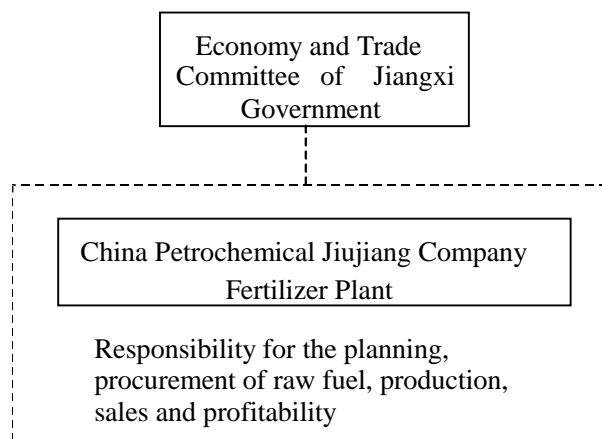 Economy and Trade
Committee of Jiangxi
Government
China Petrochemical Jiujiang Company
Fertilizer Plant
Responsibility for the planning,
procurement of raw fuel, production,
sales and profitability